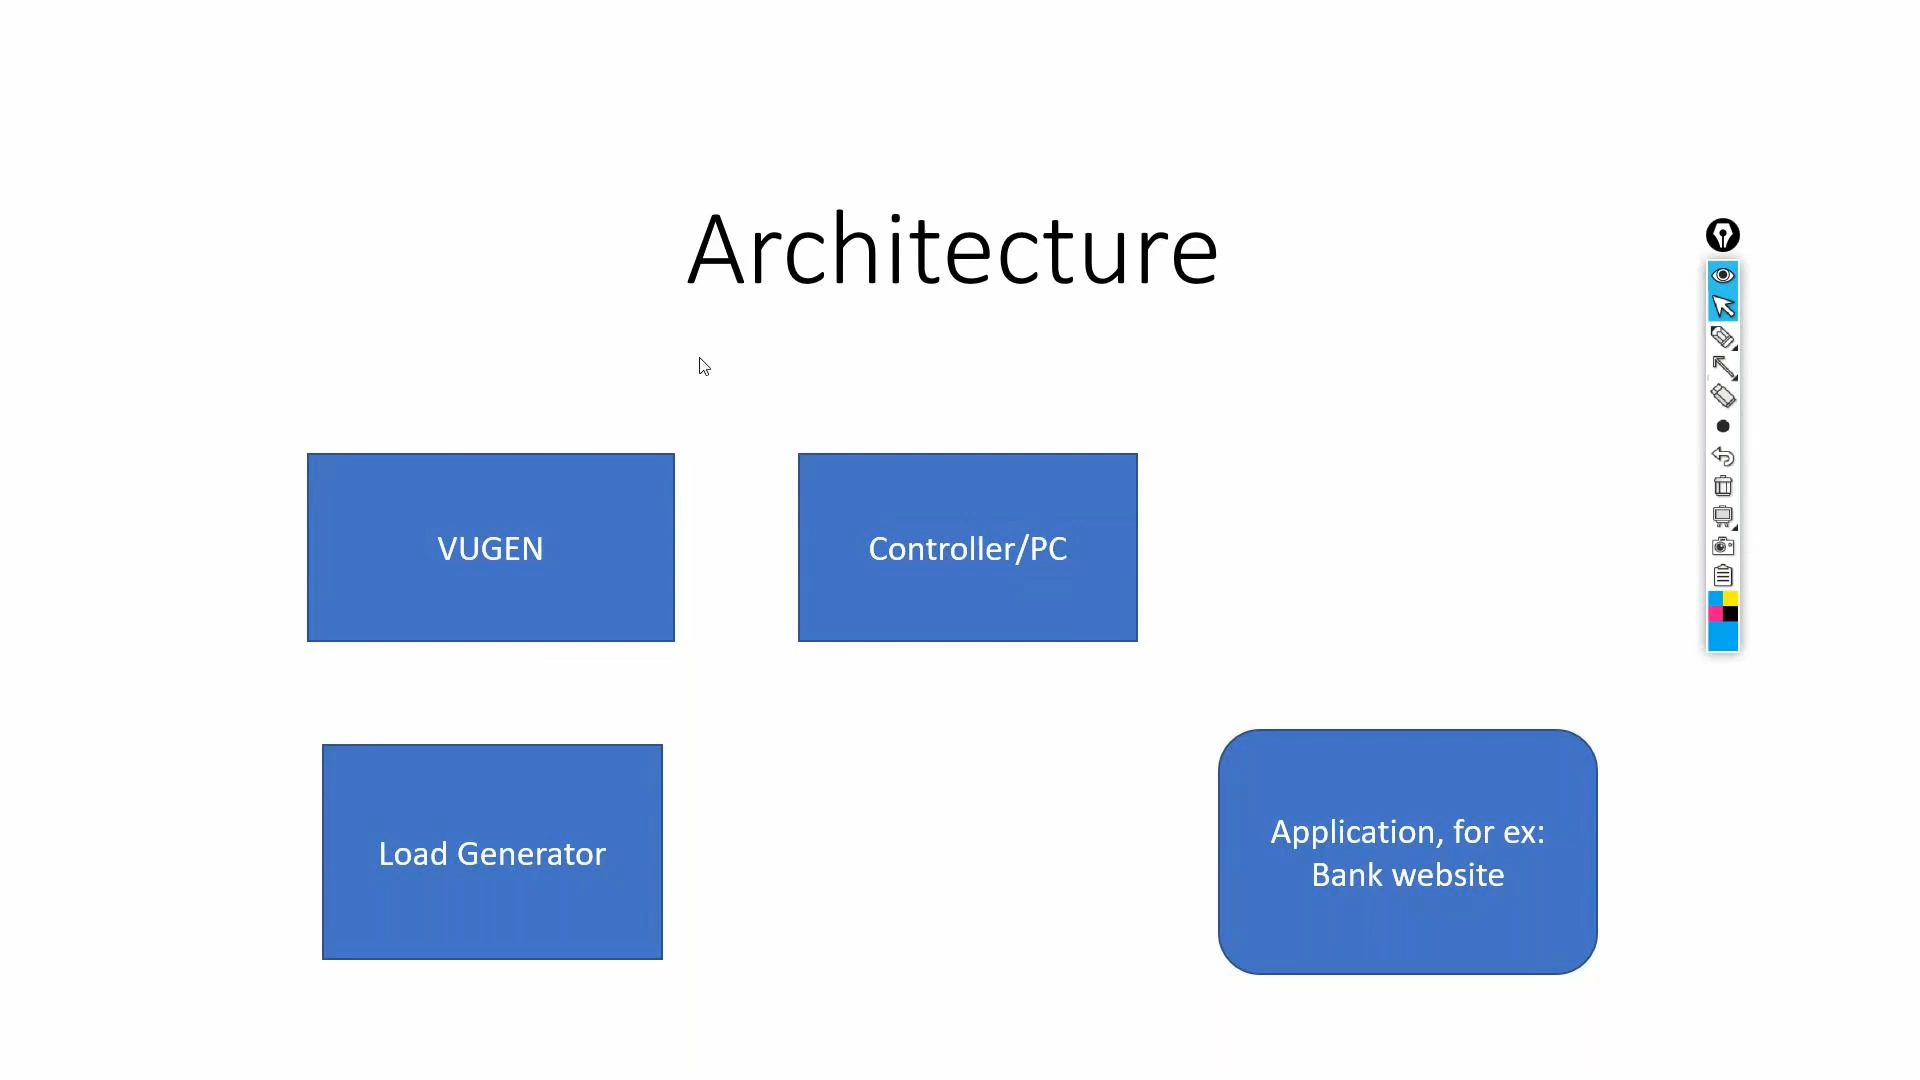 Architecture
VUGEN
Controller/PC
Load Generator
Application, for ex:
Bank website